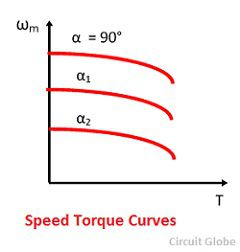 ωm
α = 90°
α1
α2
T
Speed Torque Curves
Circuit Globe